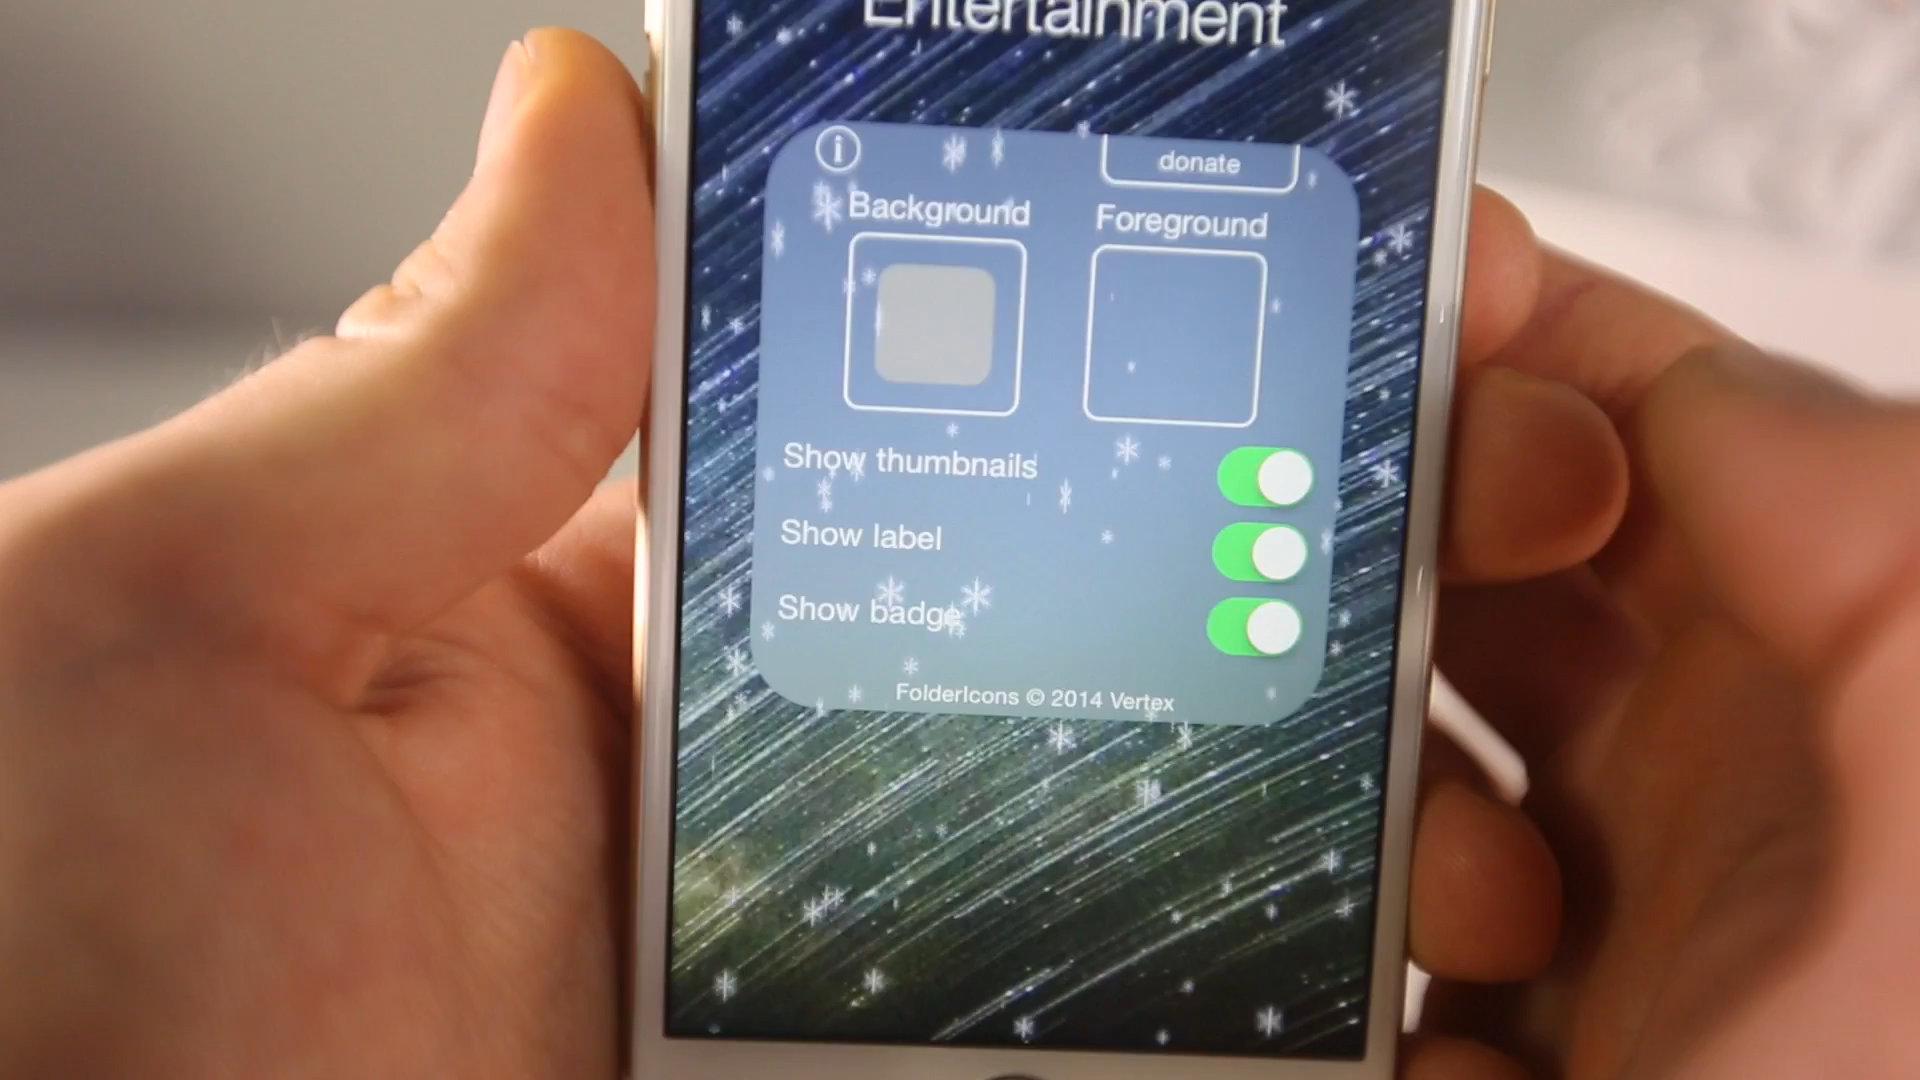 Entertainment
i
donate
Background
Foreground
Show thumbnails
Show label
Show badge
FolderIcons © 2014 Vertex